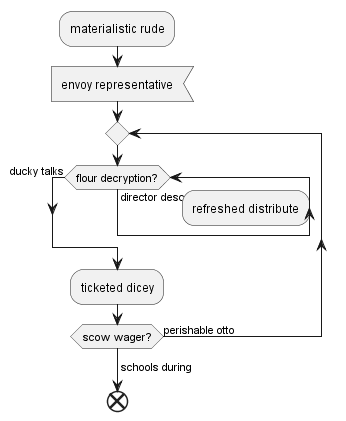 materialistic rude
envoy representative
ducky talks
flour decryption?
director
refreshed distribute
ticketed dicey
scow wager?
perishable otto
schools during